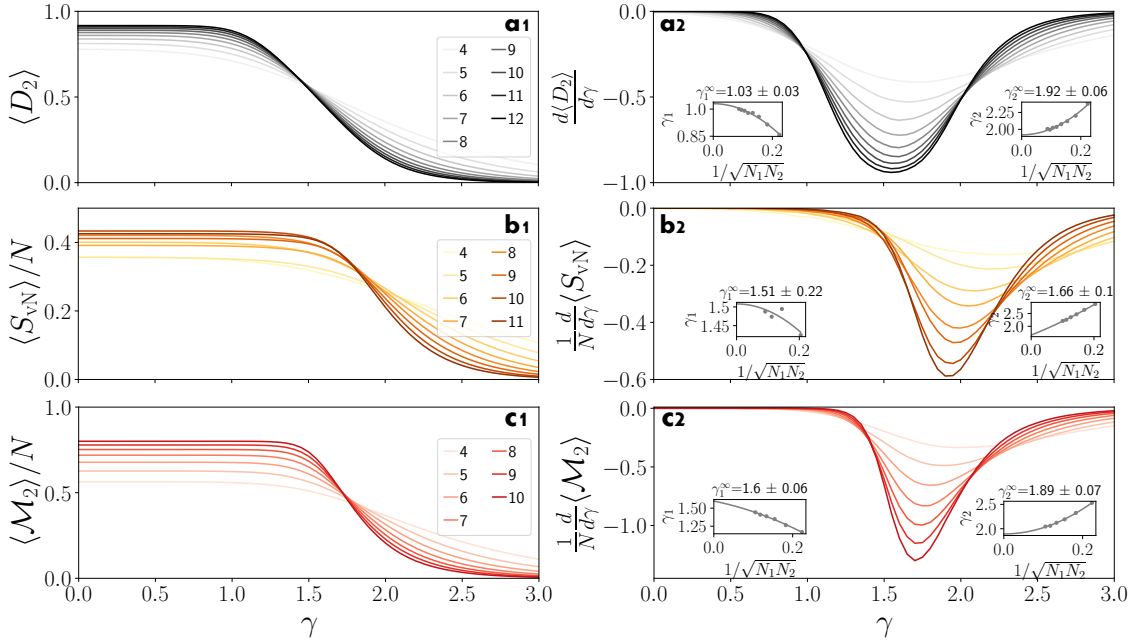 a1
⟨D₂⟩
1.0
0.5
0.0
4 9
5 10
6 11
7 12
8
a2
d⟨D₂⟩/dγ
0.0
−0.5
−1.0
γ₁^∞=1.03 ± 0.03
γ₁
1.0
0.85
0.0 0.2
1/√N₁N₂
γ₂^∞=1.92 ± 0.06
γ₂
2.25
2.00
0.0 0.2
1/√N₁N₂
b1
⟨S_vN⟩/N
0.4
0.2
0.0
4 8
5 9
6 10
7 11
b2
1/N d/dγ ⟨S_vN⟩
0.0
−0.2
−0.4
−0.6
γ₁^∞=1.51 ± 0.22
γ₁
1.5
1.45
0.0 0.2
1/√N₁N₂
γ₂^∞=1.66 ± 0.1
γ₂
2.5
2.0
0.0 0.2
1/√N₁N₂
c1
⟨ℳ₂⟩/N
1.0
0.5
0.0
4 8
5 9
6 10
7
0.0 0.5 1.0 1.5 2.0 2.5 3.0
γ
c2
1/N d/dγ ⟨ℳ₂⟩
0.0
−0.5
−1.0
γ₁^∞=1.6 ± 0.06
γ₁
1.50
1.25
0.0 0.2
1/√N₁N₂
γ₂^∞=1.89 ± 0.07
γ₂
2.5
2.0
0.0 0.2
1/√N₁N₂
0.0 0.5 1.0 1.5 2.0 2.5 3.0
γ